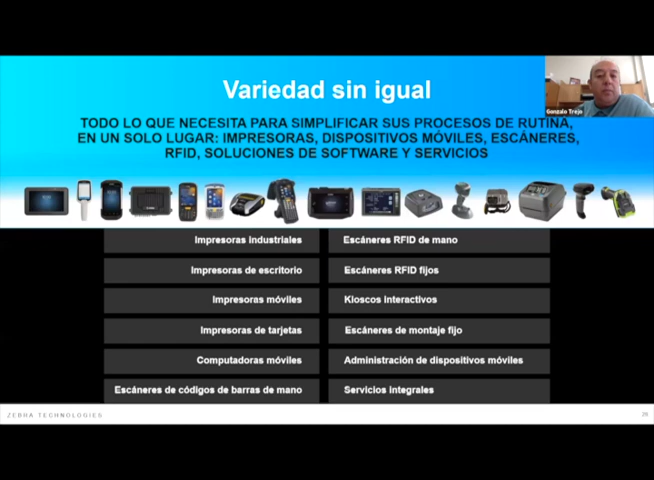 Variedad sin igual
Gonzalo Trejo
TODO LO QUE NECESITA PARA SIMPLIFICAR SUS PROCESOS DE RUTINA,
EN UN SOLO LUGAR: IMPRESORAS, DISPOSITIVOS MÓVILES, ESCÁNERES,
RFID, SOLUCIONES DE SOFTWARE Y SERVICIOS
Impresoras industriales
Escáneres RFID de mano
Impresoras de escritorio
Escáneres RFID fijos
Impresoras móviles
Kioscos interactivos
Impresoras de tarjetas
Escáneres de montaje fijo
Computadoras móviles
Administración de dispositivos móviles
Escáneres de códigos de barras de mano
Servicios integrales
ZEBRA TECHNOLOGIES